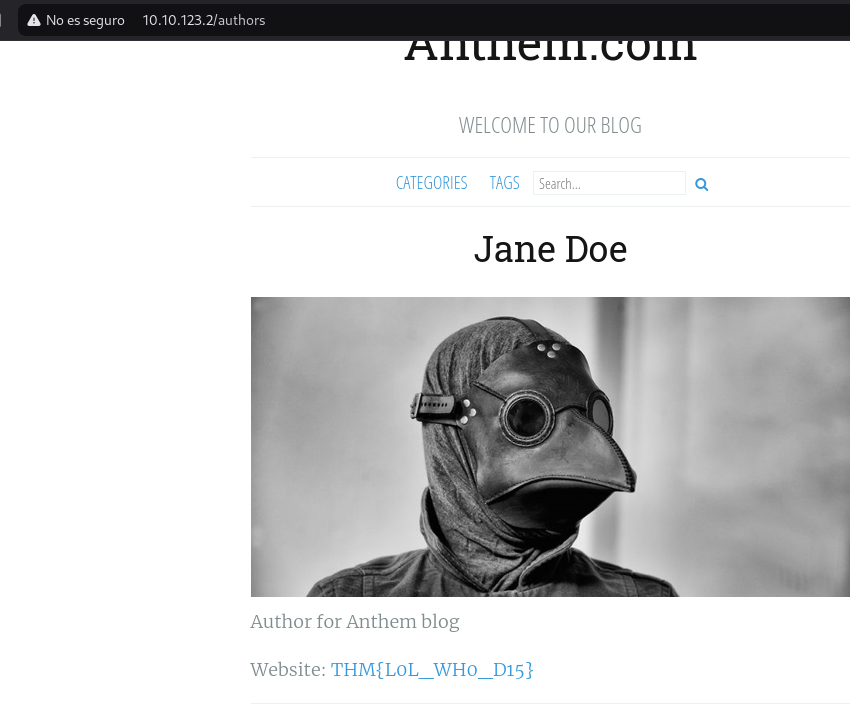 No es seguro 10.10.123.2/authors
Anthem.com
WELCOME TO OUR BLOG
CATEGORIES TAGS Search...
Jane Doe
Author for Anthem blog
Website: THM{L0L_WH0_D15}